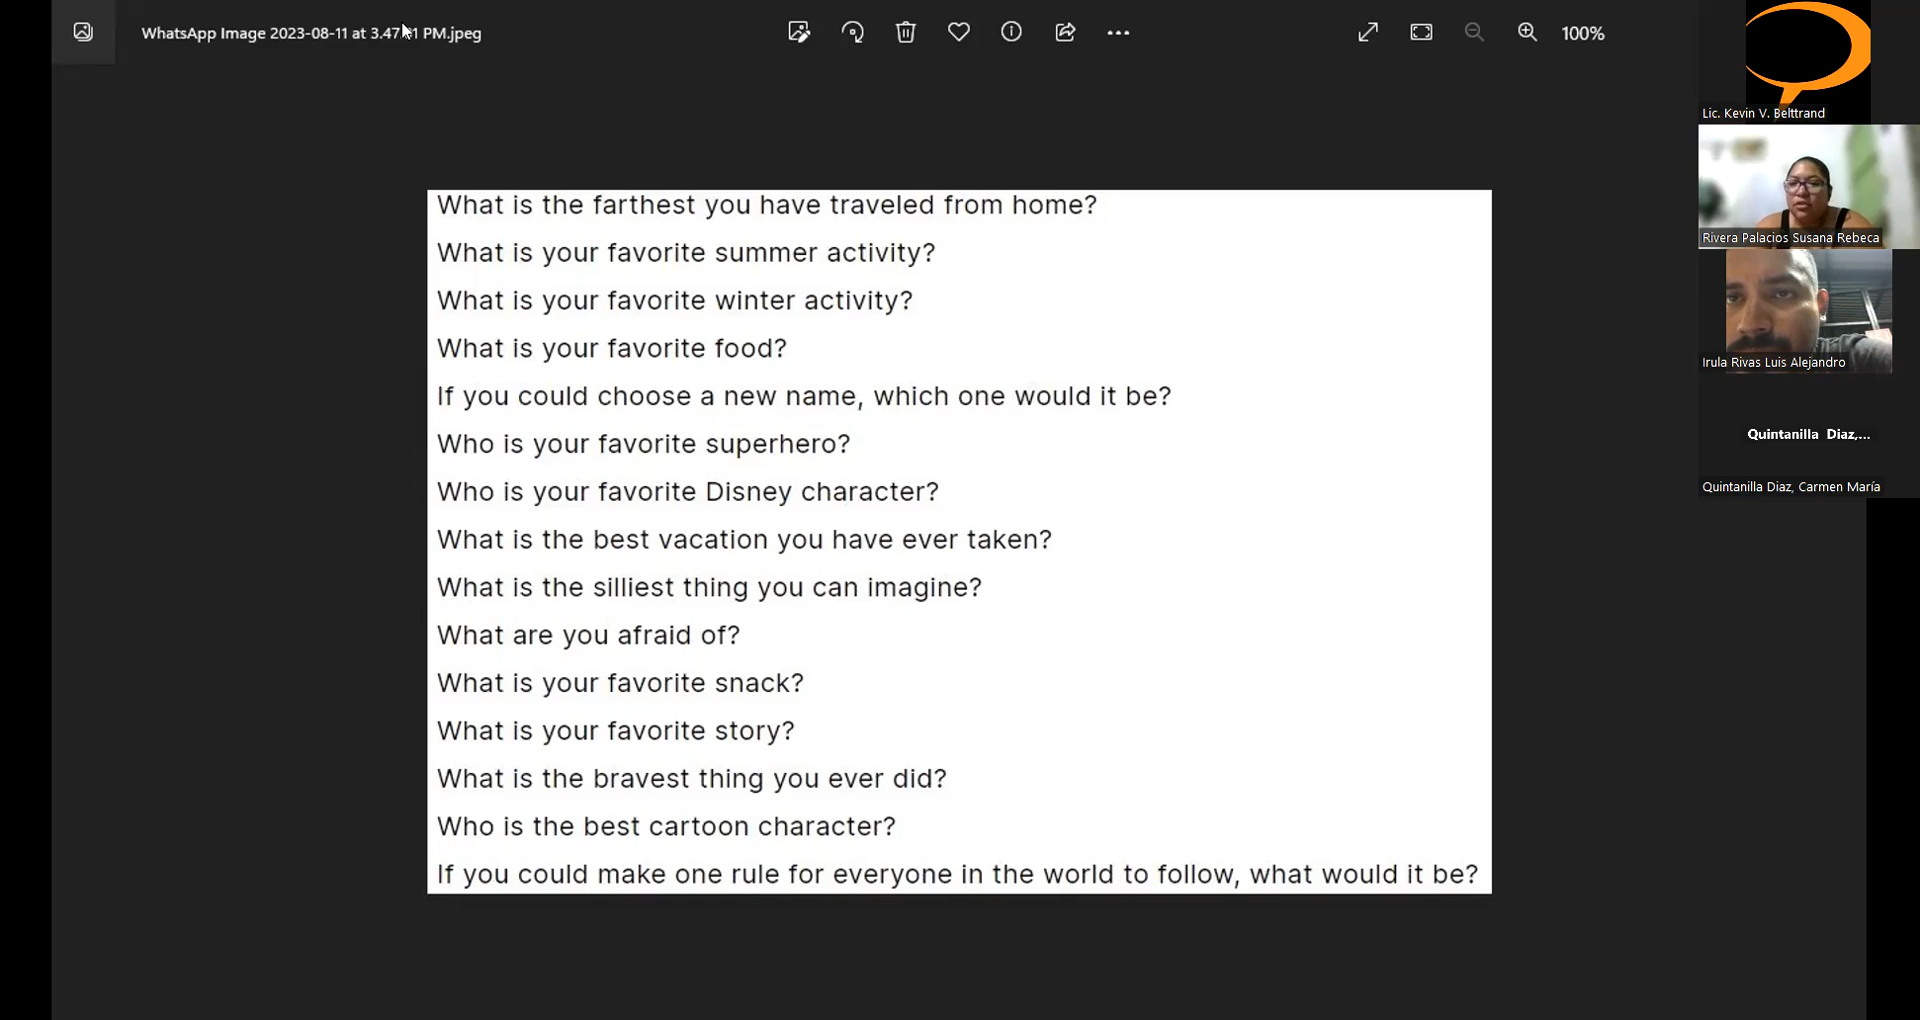 WhatsApp Image 2023-08-11 at 3.47 1 PM.jpeg
100%
What is the farthest you have traveled from home?
What is your favorite summer activity?
What is your favorite winter activity?
What is your favorite food?
If you could choose a new name, which one would it be?
Who is your favorite superhero?
Who is your favorite Disney character?
What is the best vacation you have ever taken?
What is the silliest thing you can imagine?
What are you afraid of?
What is your favorite snack?
What is your favorite story?
What is the bravest thing you ever did?
Who is the best cartoon character?
If you could make one rule for everyone in the world to follow, what would it be?
Lic. Kevin V. Belttrand
Rivera Palacios Susana Rebeca
Irula Rivas Luis Alejandro
Quintanilla Diaz,...
Quintanilla Diaz, Carmen María